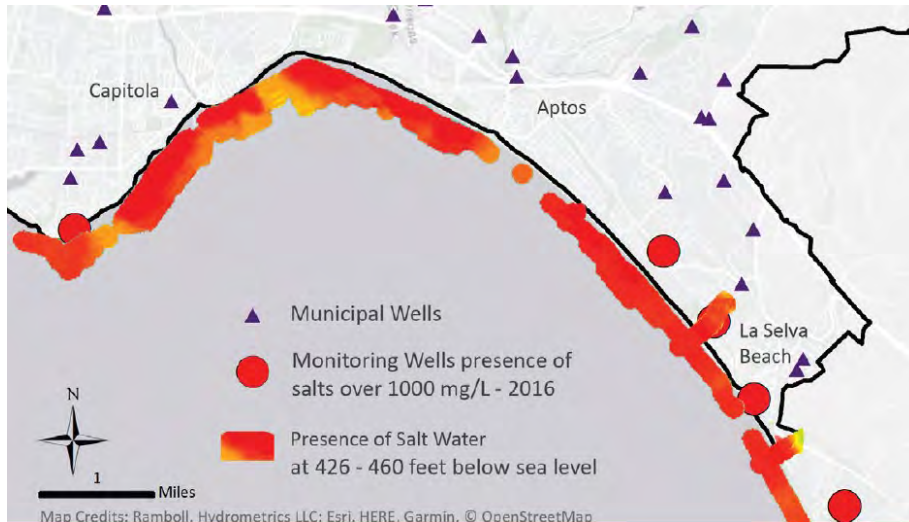 Capitola
Aptos
La Selva
Beach
Municipal Wells
Monitoring Wells presence of
salts over 1000 mg/L - 2016
Presence of Salt Water
at 426 - 460 feet below sea level
N
1
Miles
Map Credits: Ramboll, Hydrometrics LLC; Esri, HERE, Garmin, © OpenStreetMap